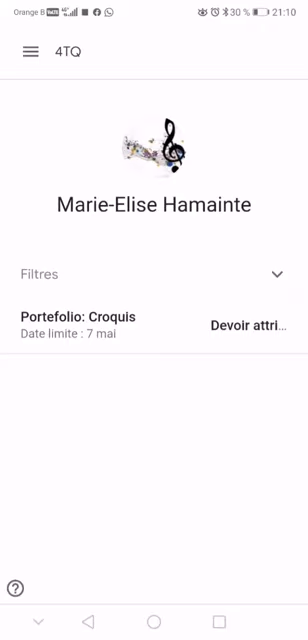 Orange B 30 % 21:10
4TQ
Marie-Elise Hamainte
Filtres
Portefolio: Croquis
Devoir attri...
Date limite : 7 mai